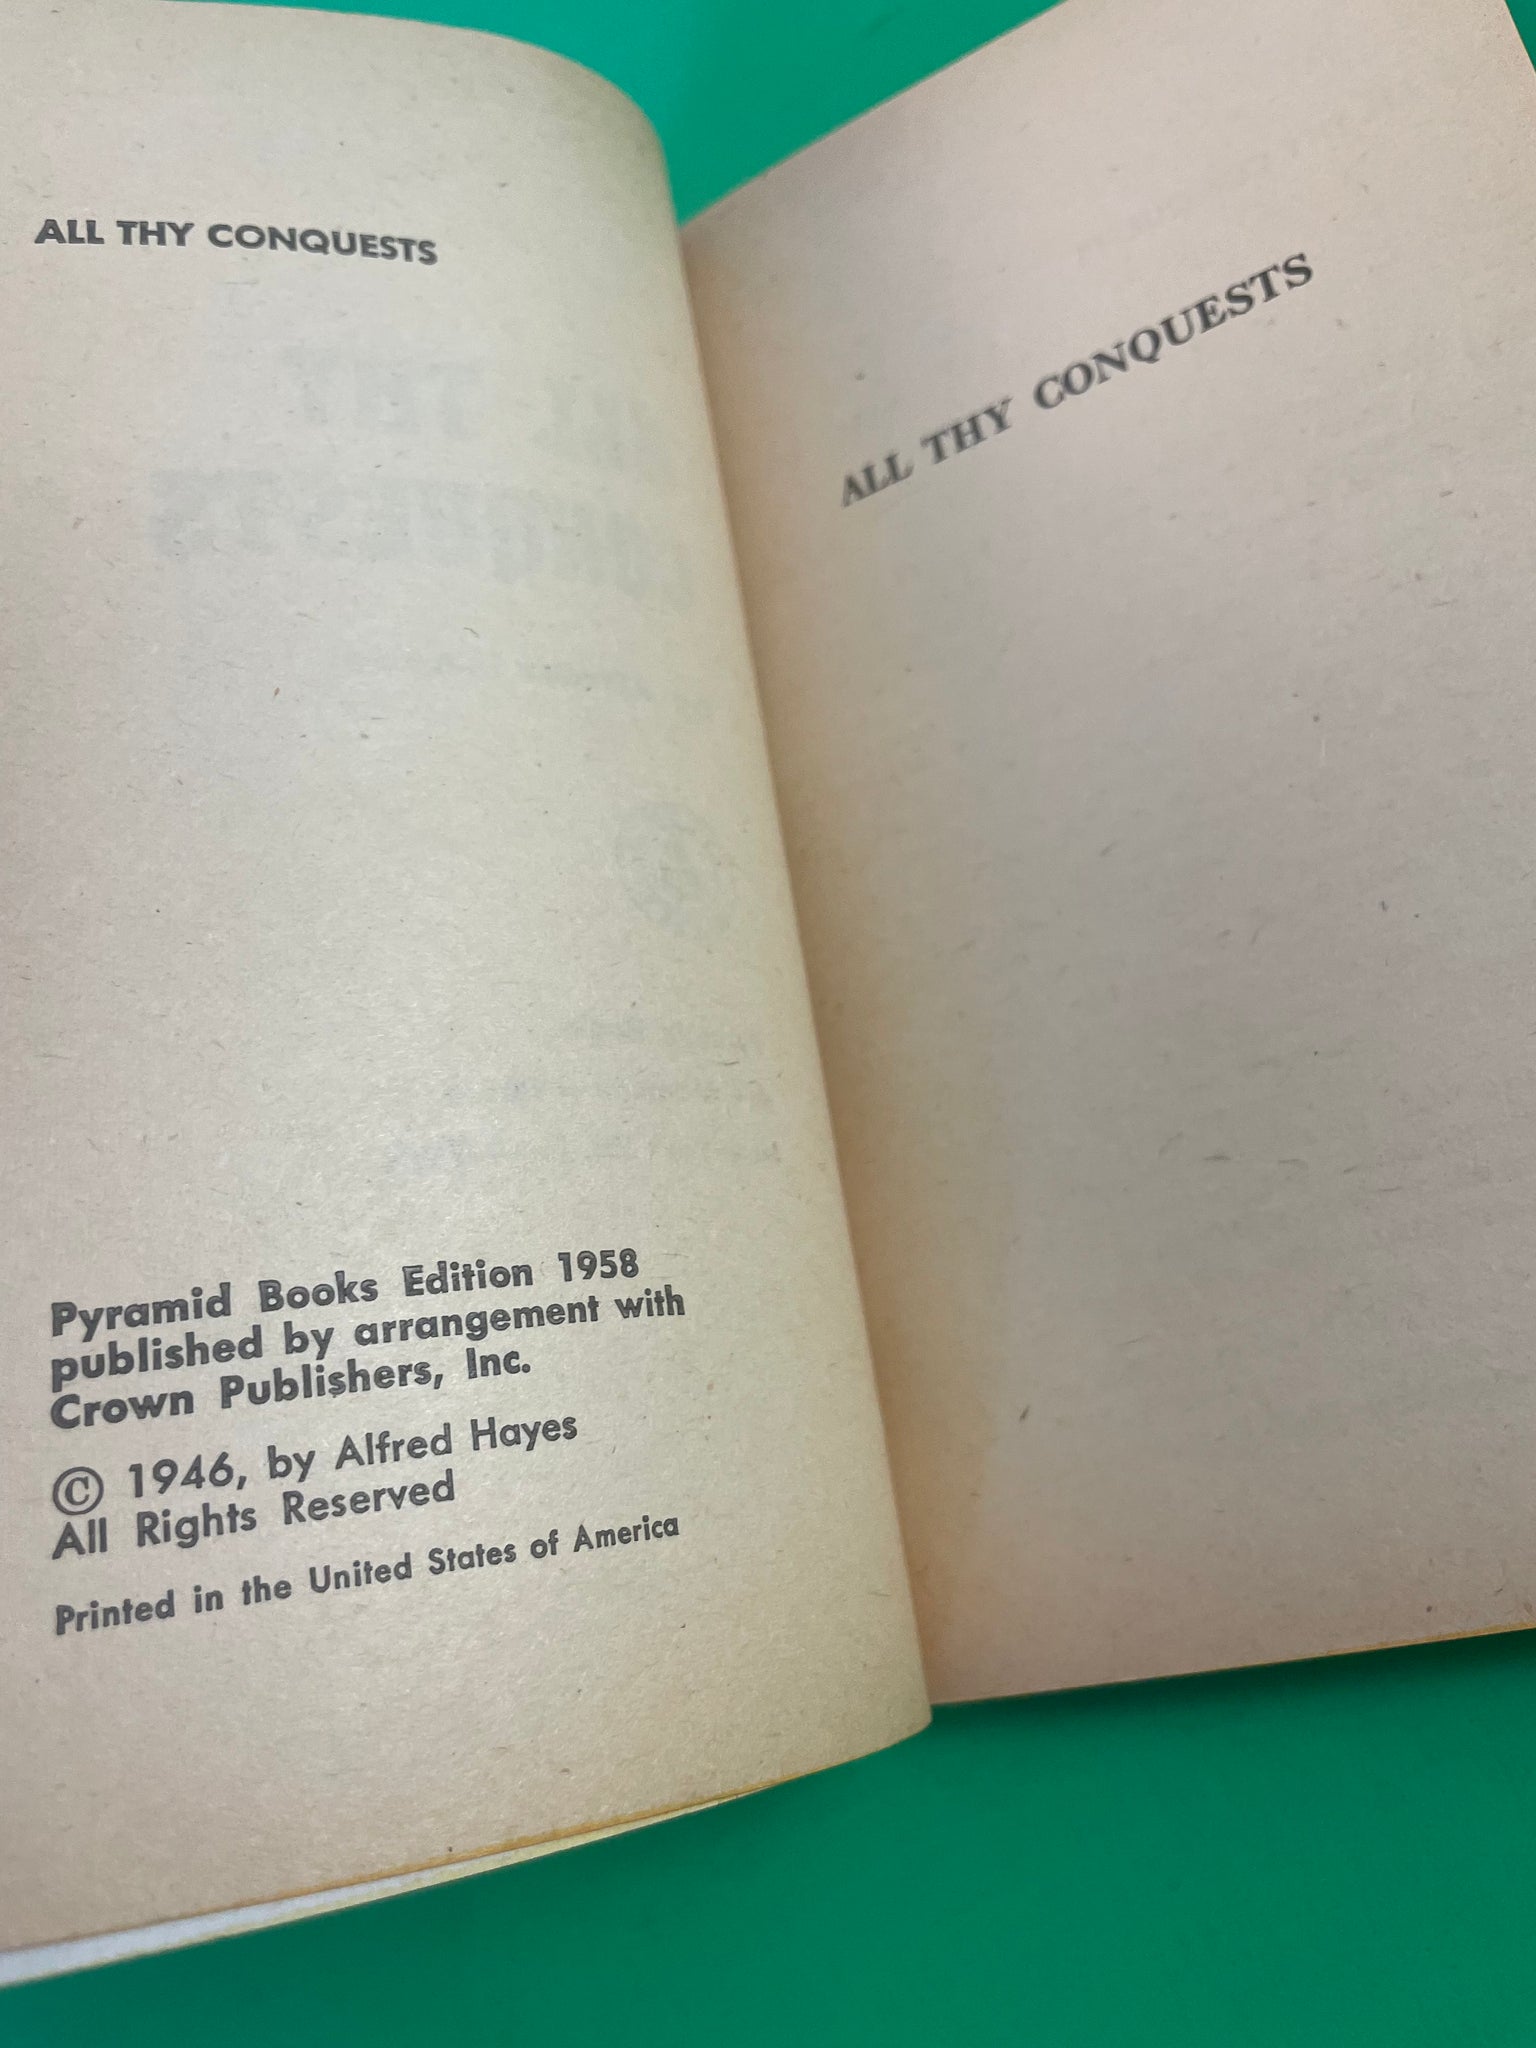 ALL THY CONQUESTS
Pyramid Books Edition 1958
published by arrangement with
Crown Publishers, Inc.
© 1946, by Alfred Hayes
All Rights Reserved
Printed in the United States of America
ALL THY CONQUESTS